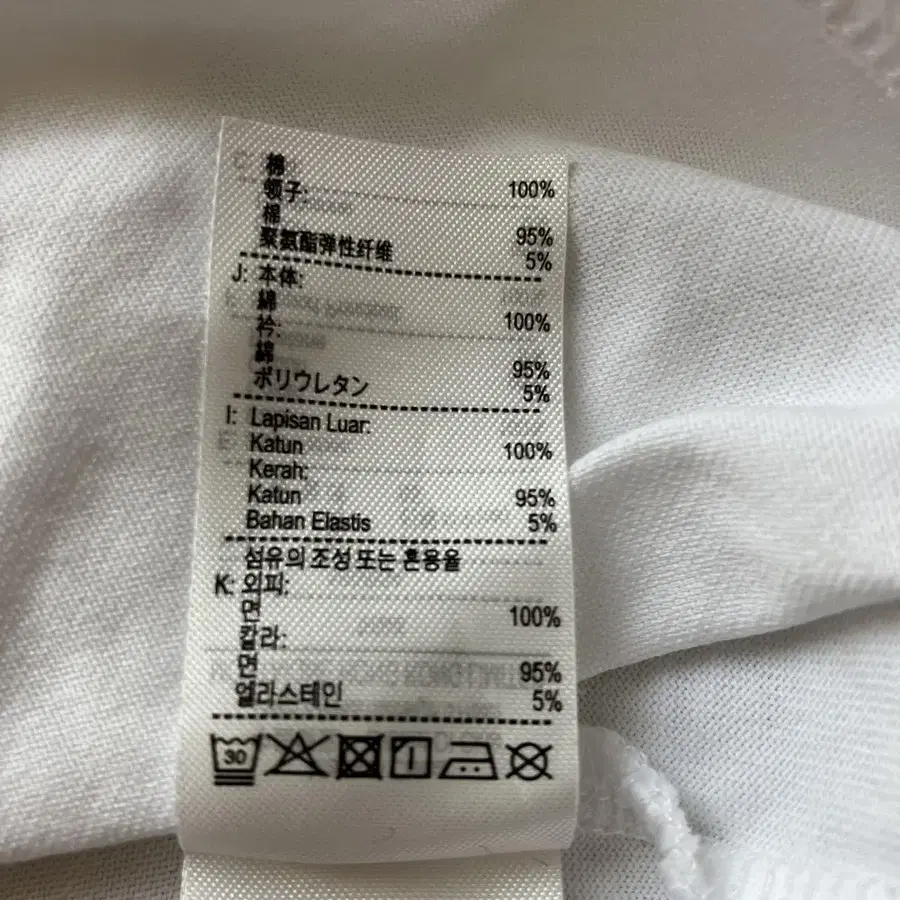 棉 100%
领子:
棉 95%
聚氨酯弹性纤维 5%
J: 本体:
綿 100%
衿:
綿 95%
ポリウレタン 5%
I: Lapisan Luar:
Katun 100%
Kerah:
Katun 95%
Bahan Elastis 5%
섬유의 조성 또는 혼용율
K: 외피:
면 100%
칼라:
면 95%
엘라스테인 5%
30